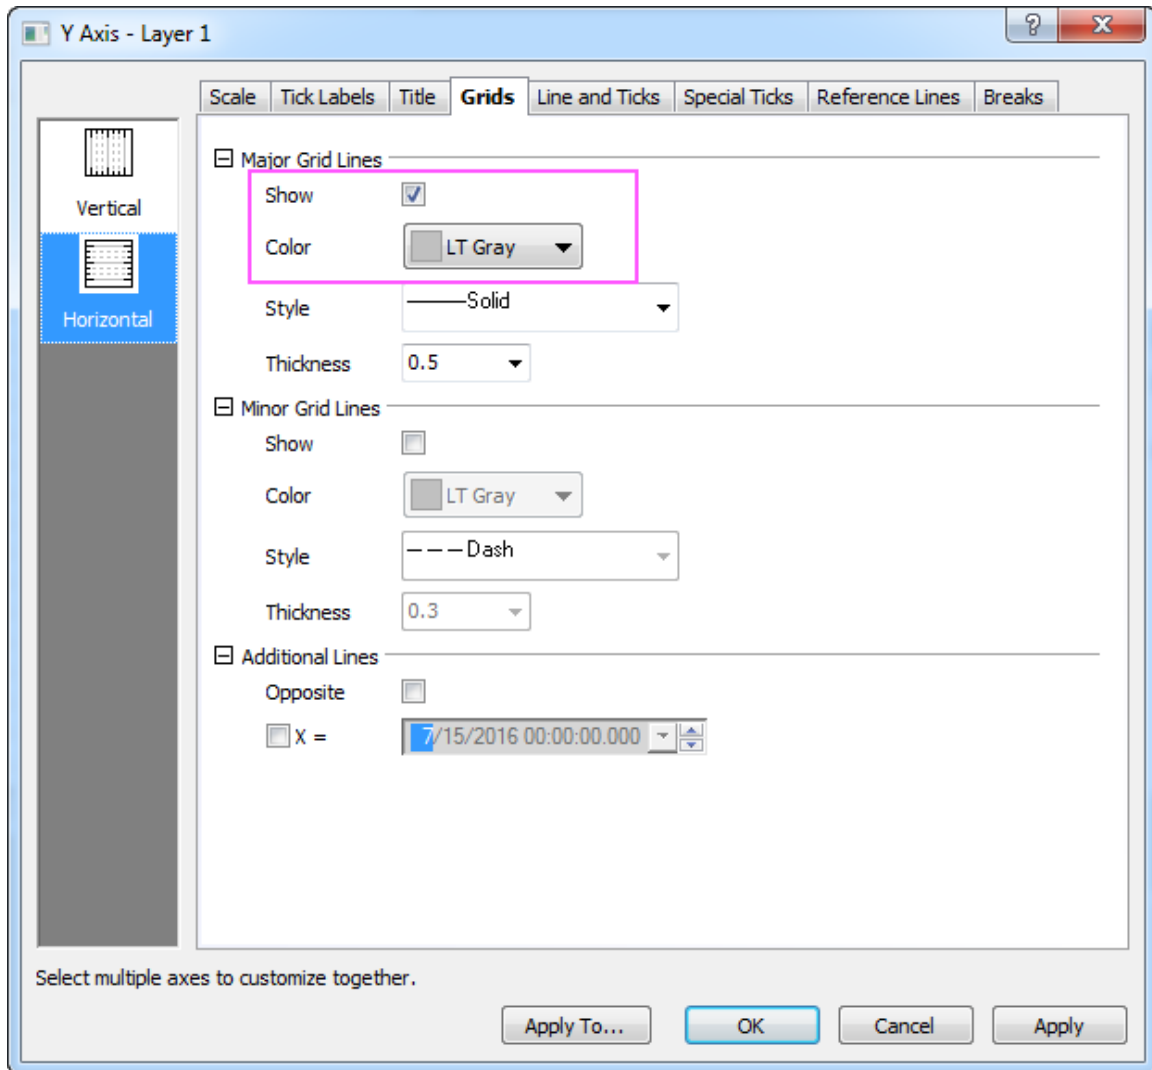 Y Axis - Layer 1
Scale Tick Labels Title Grids Line and Ticks Special Ticks Reference Lines Breaks
Vertical
Horizontal
Major Grid Lines
Show
Color LT Gray
Style Solid
Thickness 0.5
Minor Grid Lines
Show
Color LT Gray
Style Dash
Thickness 0.3
Additional Lines
Opposite
X = 7/15/2016 00:00:00.000
Select multiple axes to customize together.
Apply To... OK Cancel Apply